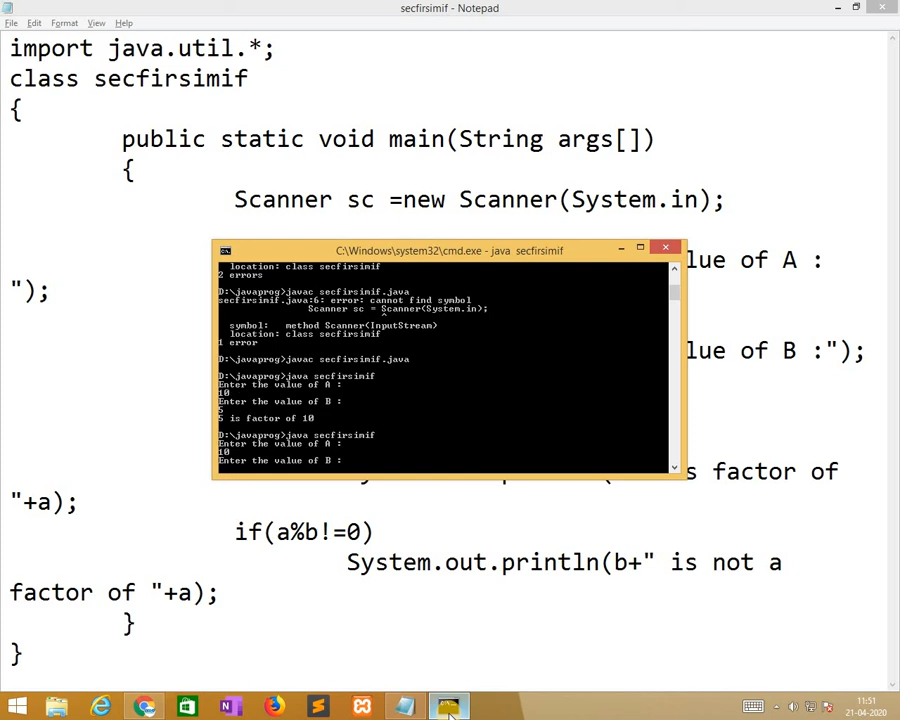 secfirsimif - Notepad
File Edit Format View Help
import java.util.*;
class secfirsimif
{
public static void main(String args[])
{
Scanner sc =new Scanner(System.in);
lue of A :
");
lue of B :");
s factor of
"+a);
if(a%b!=0)
System.out.println(b+" is not a
factor of "+a);
}
}
C:\Windows\system32\cmd.exe - java secfirsimif
location: class secfirsimif
2 errors
D:\javaprog>javac secfirsimif.java
secfirsimif.java:6: error: cannot find symbol
Scanner sc = Scanner(System.in);
^
symbol: method Scanner(InputStream)
location: class secfirsimif
1 error
D:\javaprog>javac secfirsimif.java
D:\javaprog>java secfirsimif
Enter the value of A :
10
Enter the value of B :
5
5 is factor of 10
D:\javaprog>java secfirsimif
Enter the value of A :
10
Enter the value of B :
11:51
21-04-2020